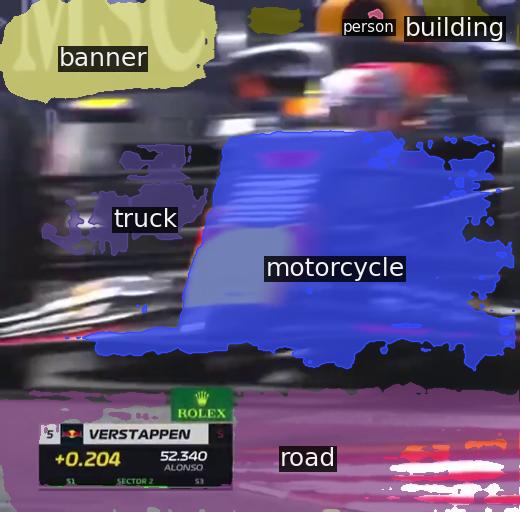 MSC
person
building
banner
truck
motorcycle
ROLEX
5 VERSTAPPEN 5
+0.204 52.340
ALONSO
S1 SECTOR 2 S3
road